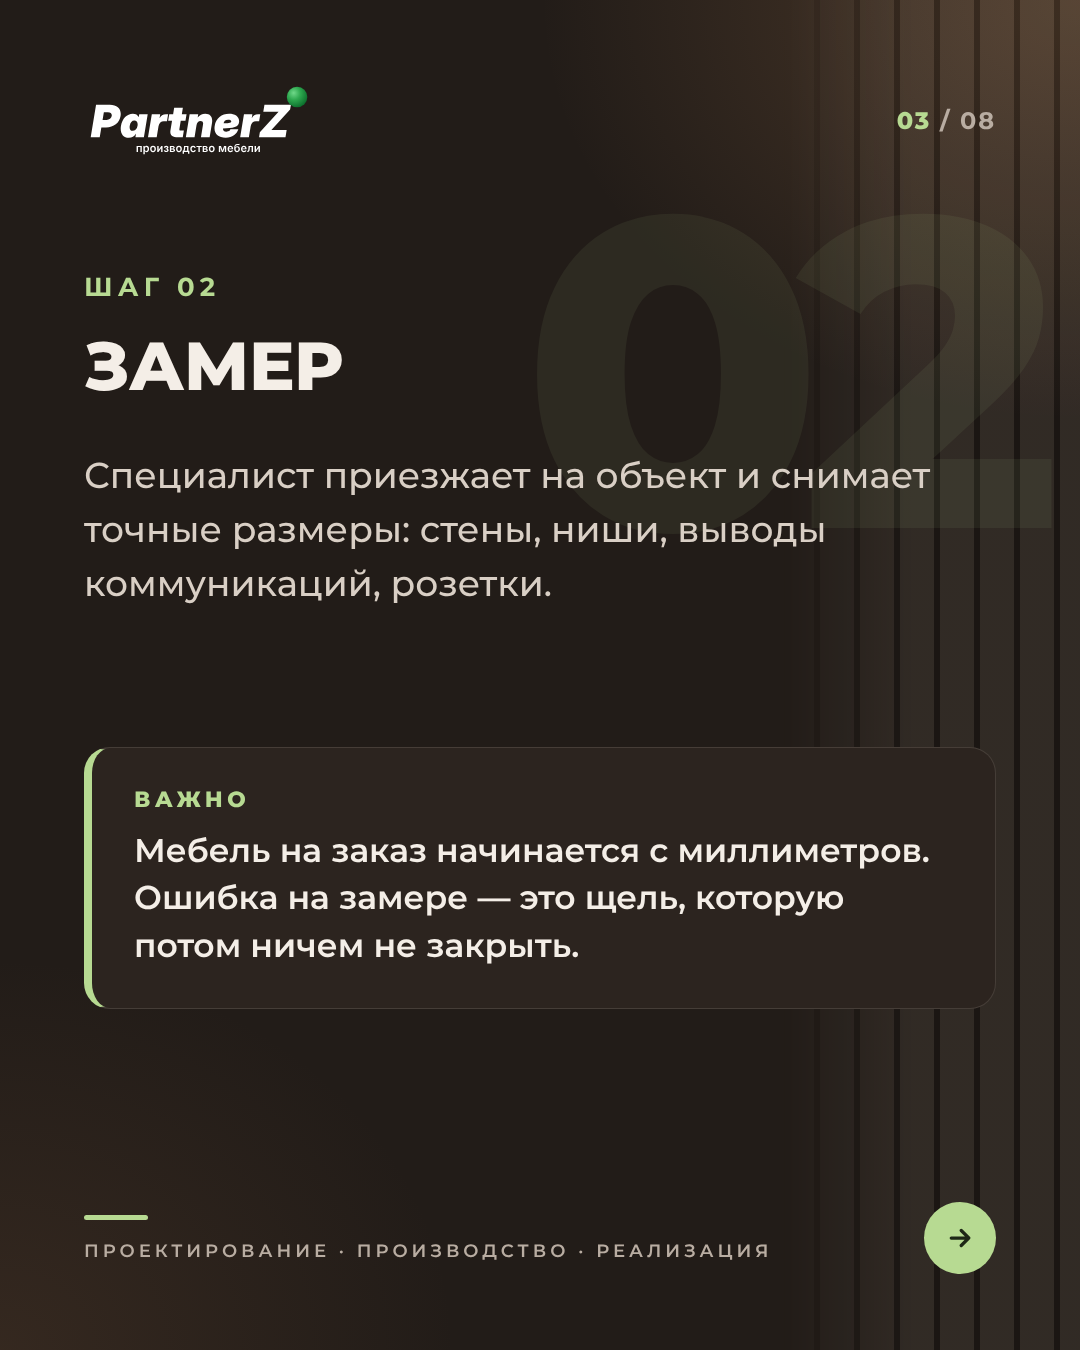 PartnerZ
производство мебели
03 / 08
02
ШАГ 02
ЗАМЕР
Специалист приезжает на объект и снимает
точные размеры: стены, ниши, выводы
коммуникаций, розетки.
ВАЖНО
Мебель на заказ начинается с миллиметров.
Ошибка на замере — это щель, которую
потом ничем не закрыть.
ПРОЕКТИРОВАНИЕ · ПРОИЗВОДСТВО · РЕАЛИЗАЦИЯ